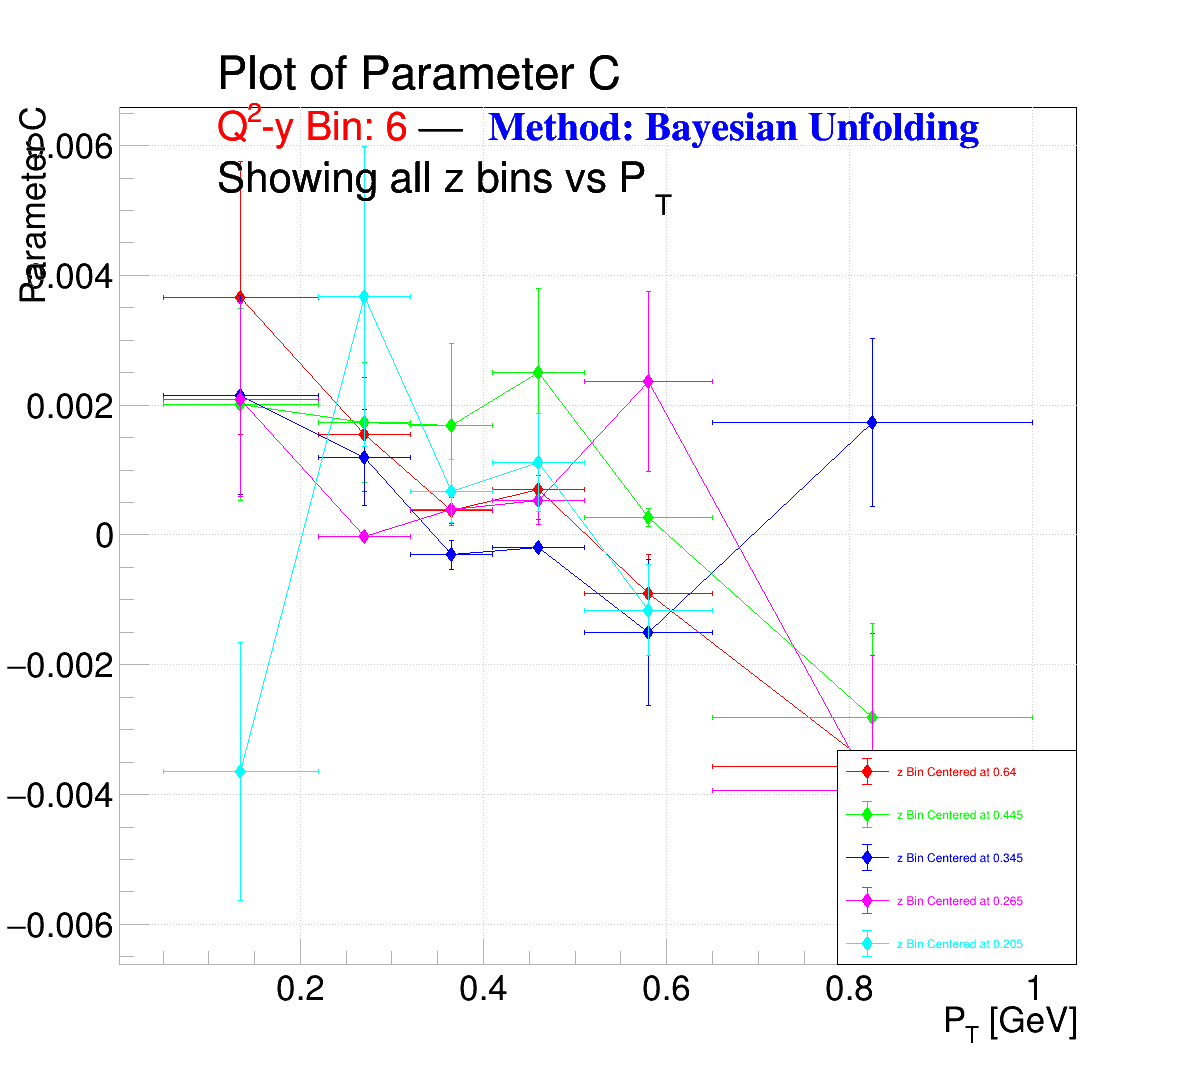 Plot of Parameter C
Q²-y Bin: 6 — Method: Bayesian Unfolding
Showing all z bins vs P_T
Parameter C
0.006
0.004
0.002
0
−0.002
−0.004
−0.006
z Bin Centered at 0.64
z Bin Centered at 0.445
z Bin Centered at 0.345
z Bin Centered at 0.265
z Bin Centered at 0.205
0.2 0.4 0.6 0.8 1
P_T [GeV]